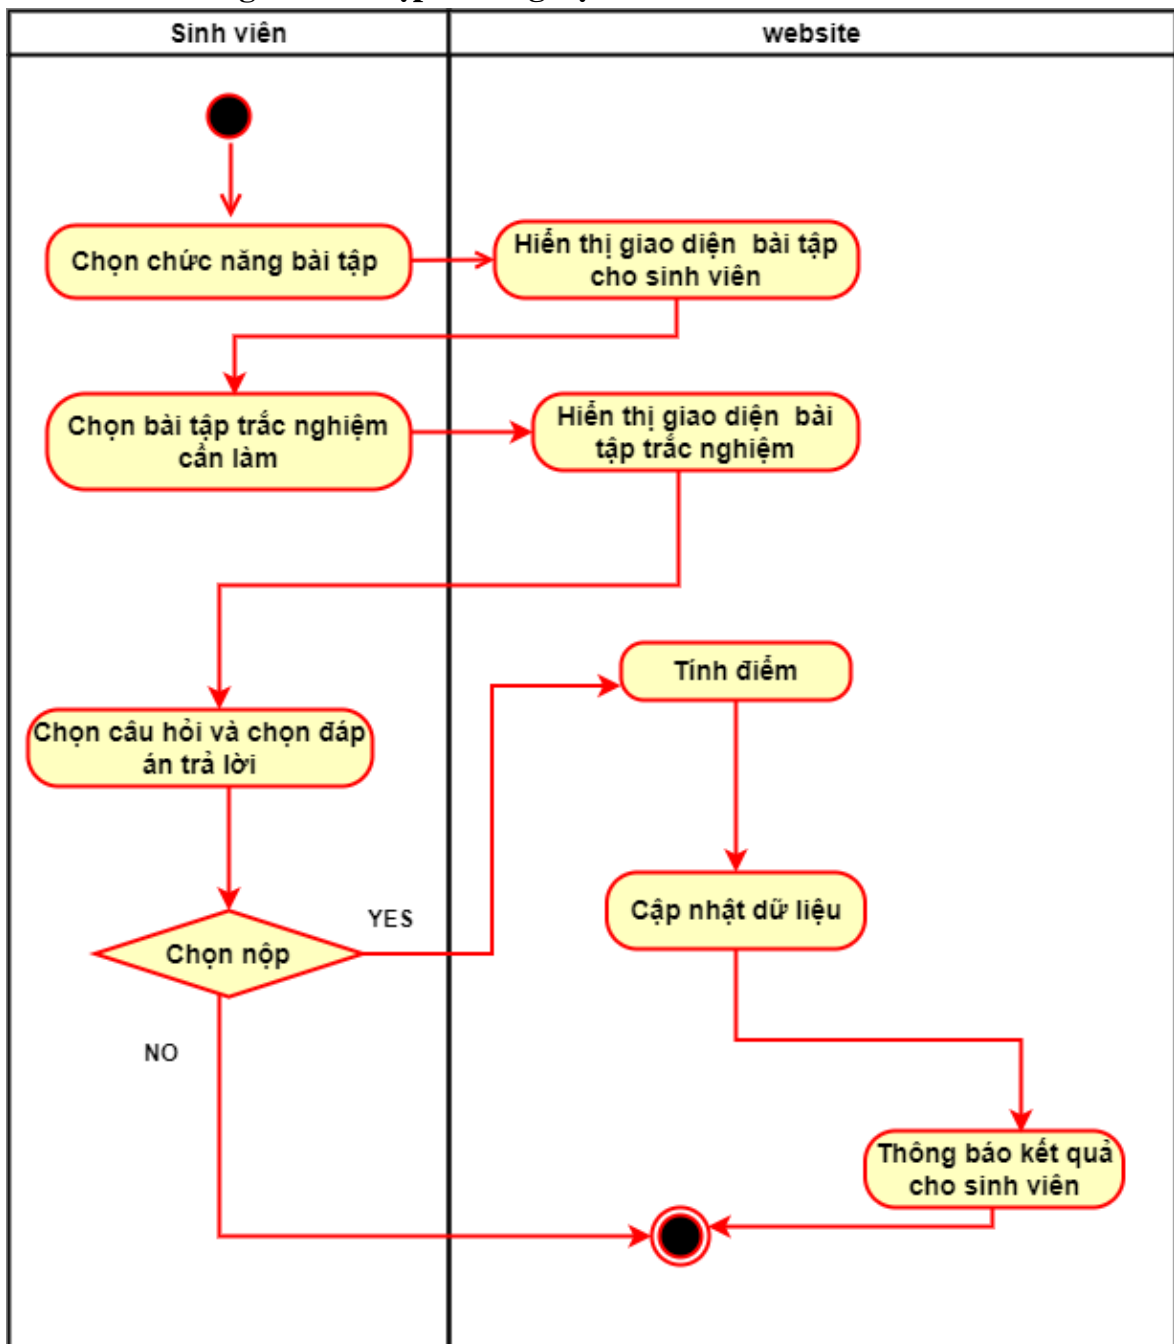 Sinh viên
website
Chọn chức năng bài tập
Hiển thị giao diện bài tập
cho sinh viên
Chọn bài tập trắc nghiệm
cần làm
Hiển thị giao diện bài
tập trắc nghiệm
Tính điểm
Chọn câu hỏi và chọn đáp
án trả lời
YES
Cập nhật dữ liệu
Chọn nộp
NO
Thông báo kết quả
cho sinh viên